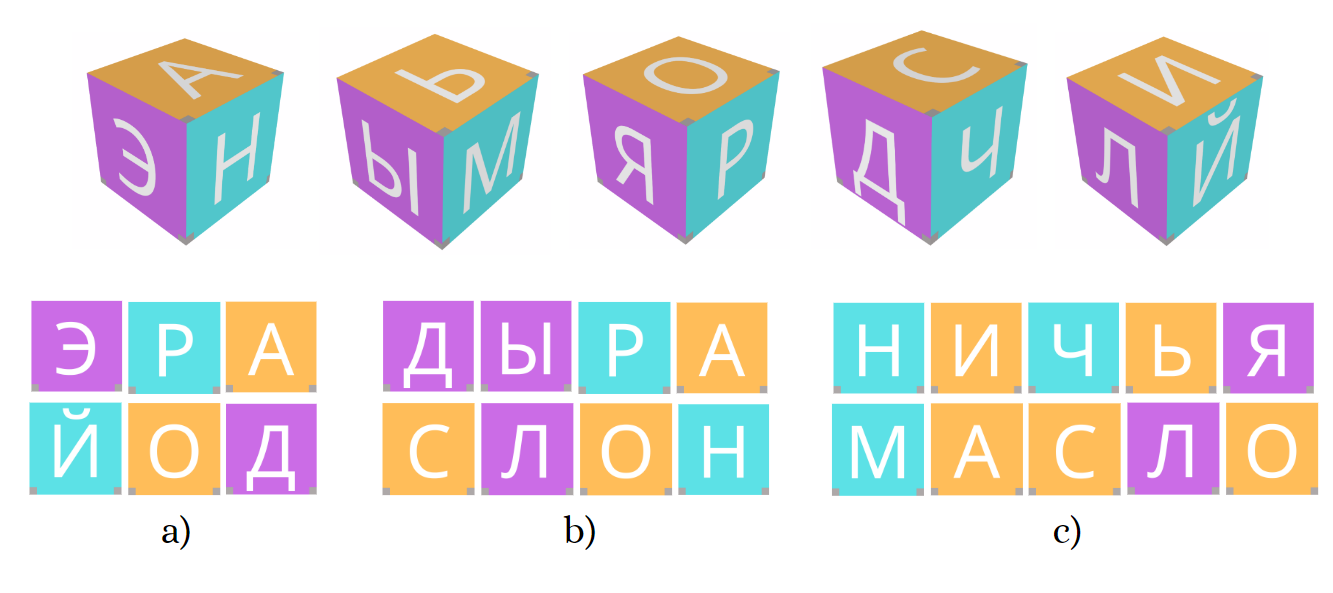 А Ь О С И
Э Н Ы М Я Р Д Ч Л Й
ЭРА ДЫРА НИЧЬЯ
ЙОД СЛОН МАСЛО
a) b) c)